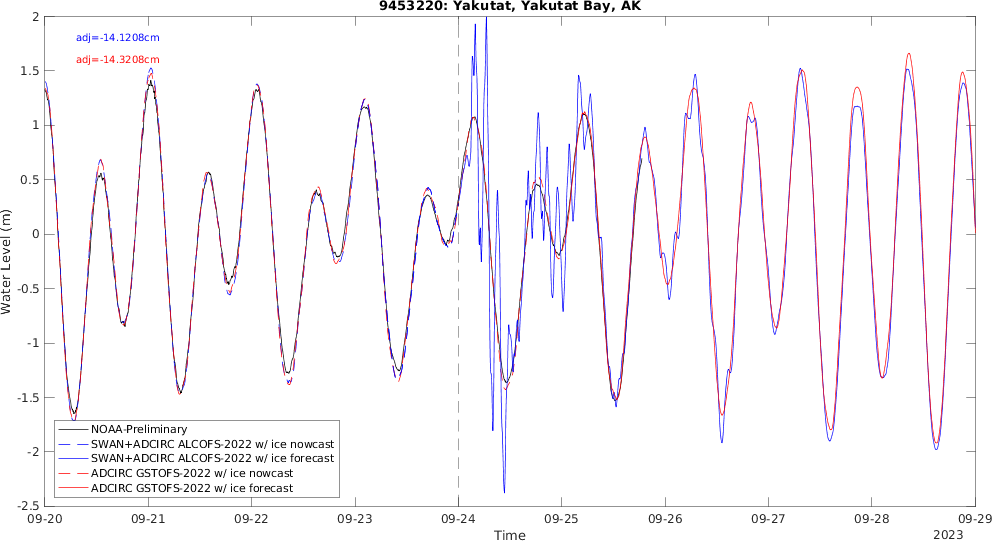 9453220: Yakutat, Yakutat Bay, AK
adj=-14.1208cm
adj=-14.3208cm
Water Level (m)
2
1.5
1
0.5
0
-0.5
-1
-1.5
-2
-2.5
NOAA-Preliminary
SWAN+ADCIRC ALCOFS-2022 w/ ice nowcast
SWAN+ADCIRC ALCOFS-2022 w/ ice forecast
ADCIRC GSTOFS-2022 w/ ice nowcast
ADCIRC GSTOFS-2022 w/ ice forecast
09-20 09-21 09-22 09-23 09-24 09-25 09-26 09-27 09-28 09-29
Time
2023